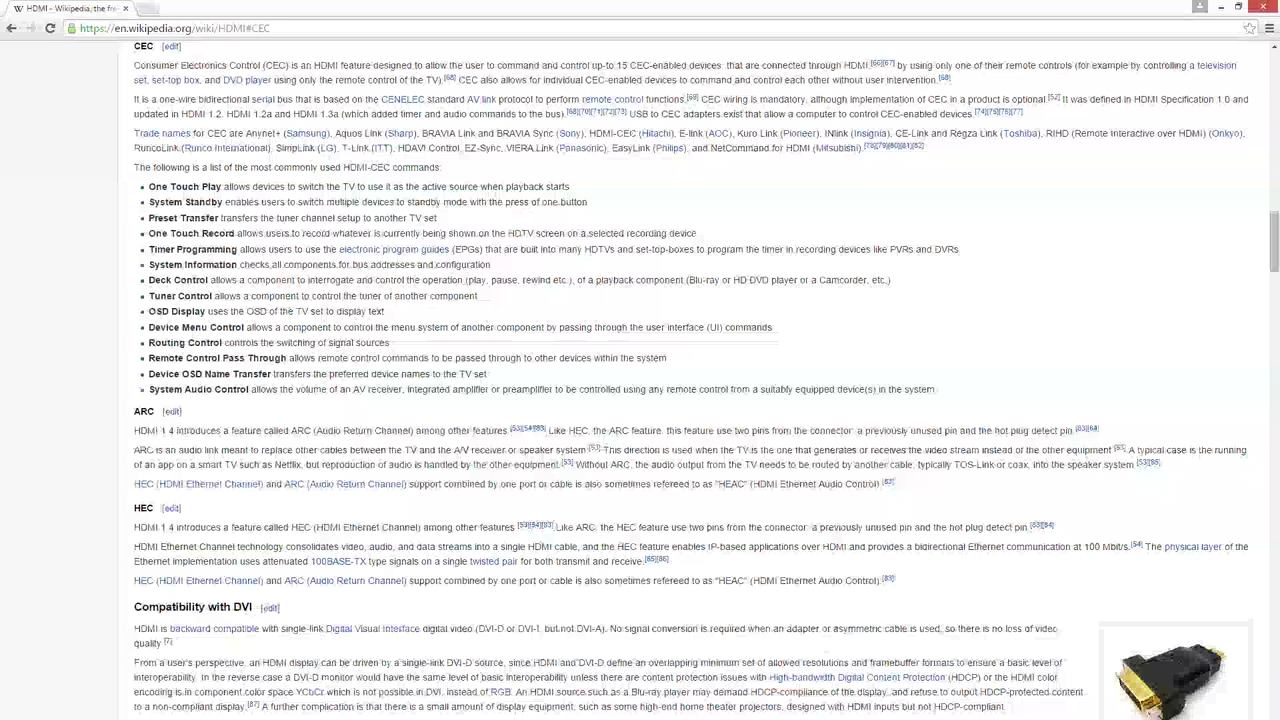 HDMI - Wikipedia, the fre
https://en.wikipedia.org/wiki/HDMI#CEC
CEC [edit]
Consumer Electronics Control (CEC) is an HDMI feature designed to allow the user to command and control up-to 15 CEC-enabled devices, that are connected through HDMI,[66][67] by using only one of their remote controls (for example by controlling a television
set, set-top box, and DVD player using only the remote control of the TV).[68] CEC also allows for individual CEC-enabled devices to command and control each other without user intervention.[68]
It is a one-wire bidirectional serial bus that is based on the CENELEC standard AV.link protocol to perform remote control functions.[69] CEC wiring is mandatory, although implementation of CEC in a product is optional.[52] It was defined in HDMI Specification 1.0 and
updated in HDMI 1.2, HDMI 1.2a and HDMI 1.3a (which added timer and audio commands to the bus).[68][70][71][72][73] USB to CEC adapters exist that allow a computer to control CEC-enabled devices.[74][75][76][77]
Trade names for CEC are Anynet+ (Samsung), Aquos Link (Sharp), BRAVIA Link and BRAVIA Sync (Sony), HDMI-CEC (Hitachi), E-link (AOC), Kuro Link (Pioneer), INlink (Insignia), CE-Link and Regza Link (Toshiba), RIHD (Remote Interactive over HDMI) (Onkyo),
RuncoLink (Runco International), SimpLink (LG), T-Link (ITT), HDAVI Control, EZ-Sync, VIERA Link (Panasonic), EasyLink (Philips), and NetCommand for HDMI (Mitsubishi).[78][79][80][81][82]
The following is a list of the most commonly used HDMI-CEC commands:
One Touch Play allows devices to switch the TV to use it as the active source when playback starts
System Standby enables users to switch multiple devices to standby mode with the press of one button
Preset Transfer transfers the tuner channel setup to another TV set
One Touch Record allows users to record whatever is currently being shown on the HDTV screen on a selected recording device
Timer Programming allows users to use the electronic program guides (EPGs) that are built into many HDTVs and set-top-boxes to program the timer in recording devices like PVRs and DVRs
System Information checks all components for bus addresses and configuration
Deck Control allows a component to interrogate and control the operation (play, pause, rewind etc.), of a playback component (Blu-ray or HD DVD player or a Camcorder, etc.)
Tuner Control allows a component to control the tuner of another component
OSD Display uses the OSD of the TV set to display text
Device Menu Control allows a component to control the menu system of another component by passing through the user interface (UI) commands
Routing Control controls the switching of signal sources
Remote Control Pass Through allows remote control commands to be passed through to other devices within the system
Device OSD Name Transfer transfers the preferred device names to the TV set
System Audio Control allows the volume of an AV receiver, integrated amplifier or preamplifier to be controlled using any remote control from a suitably equipped device(s) in the system
ARC [edit]
HDMI 1.4 introduces a feature called ARC (Audio Return Channel) among other features.[53][54][83] Like HEC, the ARC feature, this feature use two pins from the connector: a previously unused pin and the hot plug detect pin.[83][84]
ARC is an audio link meant to replace other cables between the TV and the A/V receiver or speaker system.[53] This direction is used when the TV is the one that generates or receives the video stream instead of the other equipment.[53] A typical case is the running
of an app on a smart TV such as Netflix, but reproduction of audio is handled by the other equipment.[53] Without ARC, the audio output from the TV needs to be routed by another cable, typically TOS-Link or coax, into the speaker system.[53][85]
HEC (HDMI Ethernet Channel) and ARC (Audio Return Channel) support combined by one port or cable is also sometimes refereed to as "HEAC" (HDMI Ethernet Audio Control).[83]
HEC [edit]
HDMI 1.4 introduces a feature called HEC (HDMI Ethernet Channel) among other features.[53][54][83] Like ARC, the HEC feature use two pins from the connector: a previously unused pin and the hot plug detect pin.[83][84]
HDMI Ethernet Channel technology consolidates video, audio, and data streams into a single HDMI cable, and the HEC feature enables IP-based applications over HDMI and provides a bidirectional Ethernet communication at 100 Mbit/s.[54] The physical layer of the
Ethernet implementation uses attenuated 100BASE-TX type signals on a single twisted pair for both transmit and receive.[85][86]
HEC (HDMI Ethernet Channel) and ARC (Audio Return Channel) support combined by one port or cable is also sometimes refereed to as "HEAC" (HDMI Ethernet Audio Control).[83]
Compatibility with DVI [edit]
HDMI is backward compatible with single-link Digital Visual Interface digital video (DVI-D or DVI-I, but not DVI-A). No signal conversion is required when an adapter or asymmetric cable is used, so there is no loss of video
quality.[7]
From a user's perspective, an HDMI display can be driven by a single-link DVI-D source, since HDMI and DVI-D define an overlapping minimum set of allowed resolutions and framebuffer formats to ensure a basic level of
interoperability. In the reverse case a DVI-D monitor would have the same level of basic interoperability unless there are content protection issues with High-bandwidth Digital Content Protection (HDCP) or the HDMI color
encoding is in component color space YCbCr which is not possible in DVI, instead of RGB. An HDMI source such as a Blu-ray player may demand HDCP-compliance of the display, and refuse to output HDCP-protected content
to a non-compliant display.[87] A further complication is that there is a small amount of display equipment, such as some high-end home theater projectors, designed with HDMI inputs but not HDCP-compliant.